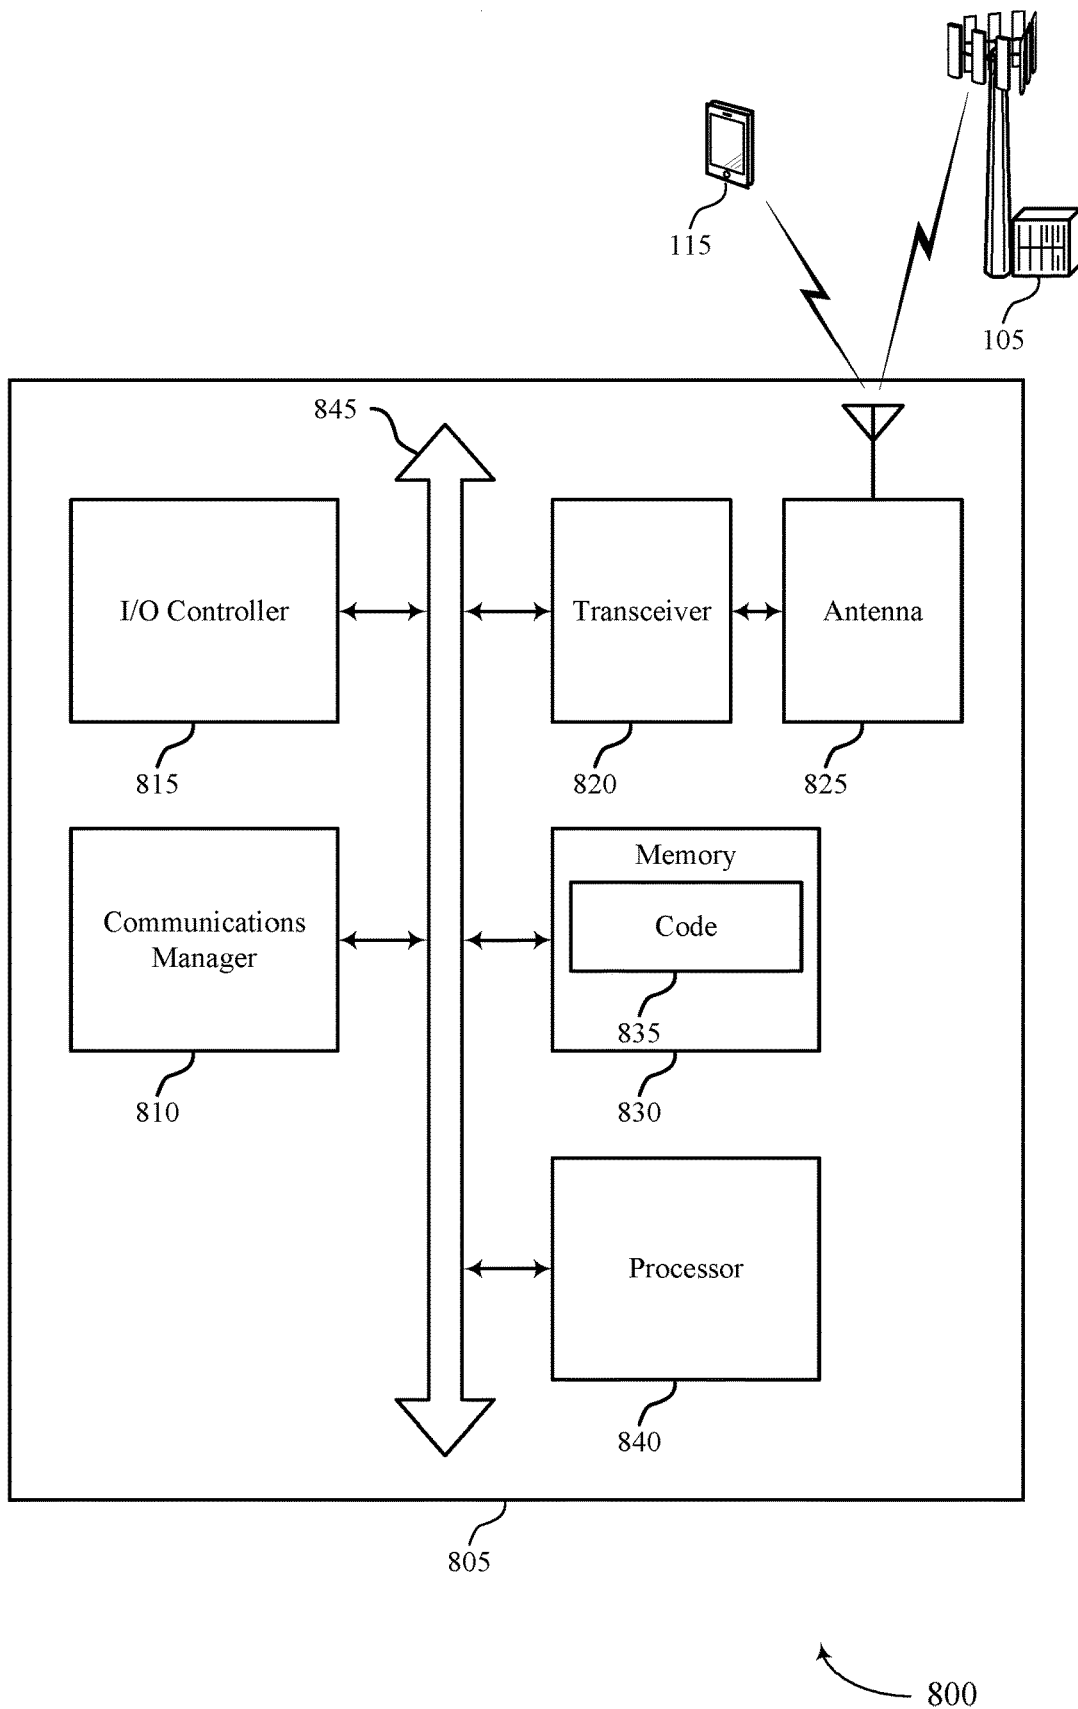 115
105
845
I/O Controller
Transceiver
Antenna
815
820
825
Communications
Manager
Memory
Code
835
810
830
Processor
840
805
800